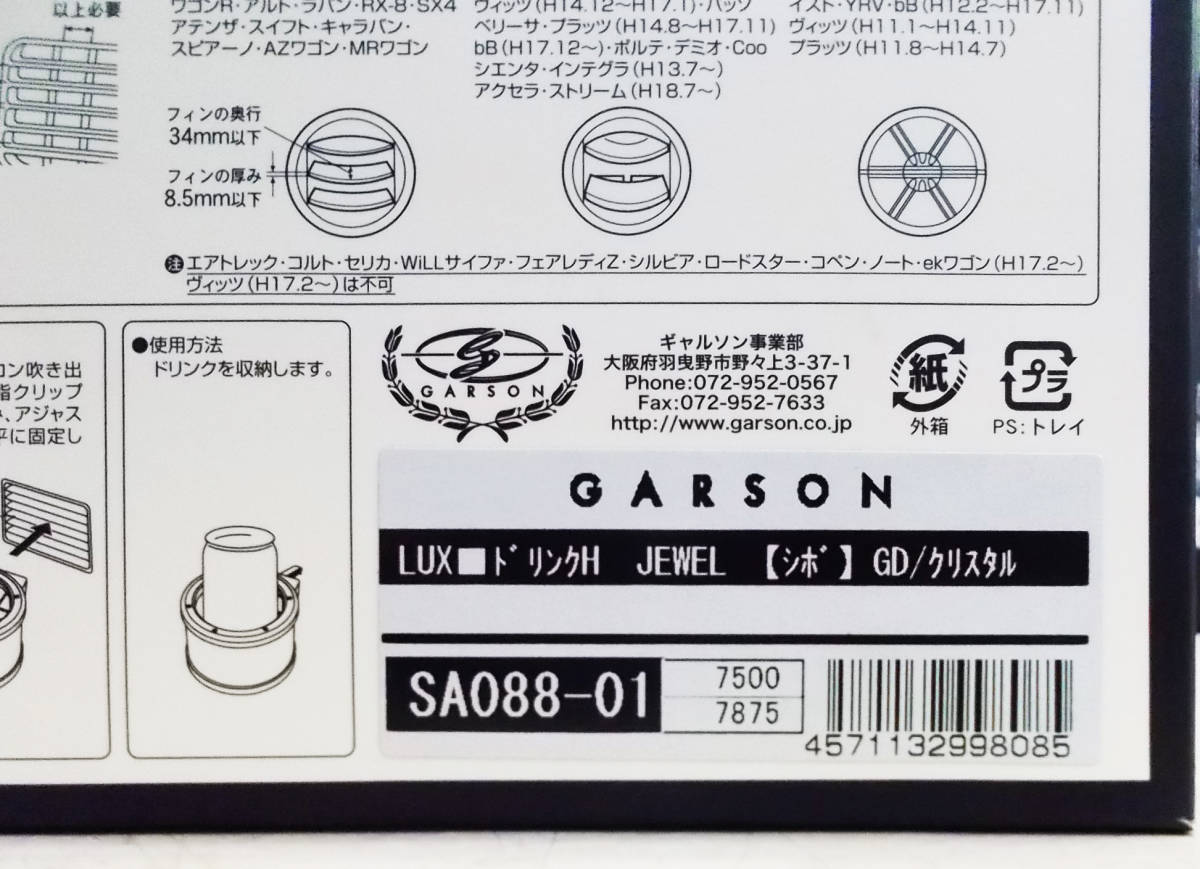 以上必要
ワゴンR・アルト・ラパン・RX-8・SX4
アテンザ・スイフト・キャラバン・
スピアーノ・AZワゴン・MRワゴン
ヴィッツ(H14.12〜H17.1)・パッソ
ベリーサ・プラッツ(H14.8〜H17.11)
bB(H17.12〜)・ポルテ・デミオ・Coo
シエンタ・インテグラ(H13.7〜)
アクセラ・ストリーム(H18.7〜)
イスト・YRV・bB(H12.2〜H17.11)
ヴィッツ(H11.1〜H14.11)
プラッツ(H11.8〜H14.7)
フィンの奥行
34mm以下
フィンの厚み
8.5mm以下
注 エアトレック・コルト・セリカ・WiLLサイファ・フェアレディZ・シルビア・ロードスター・コペン・ノート・ekワゴン(H17.2〜)
ヴィッツ(H17.2〜)は不可
コン吹き出
脂クリップ
、アジャス
平に固定し
●使用方法
ドリンクを収納します。
GARSON
ギャルソン事業部
大阪府羽曳野市野々上3-37-1
Phone:072-952-0567
Fax:072-952-7633
http://www.garson.co.jp
紙
外箱
プラ
PS:トレイ
GARSON
LUX■ドリンクH JEWEL 【シボ】 GD/クリスタル
SA088-01
7500
7875
4571132998085